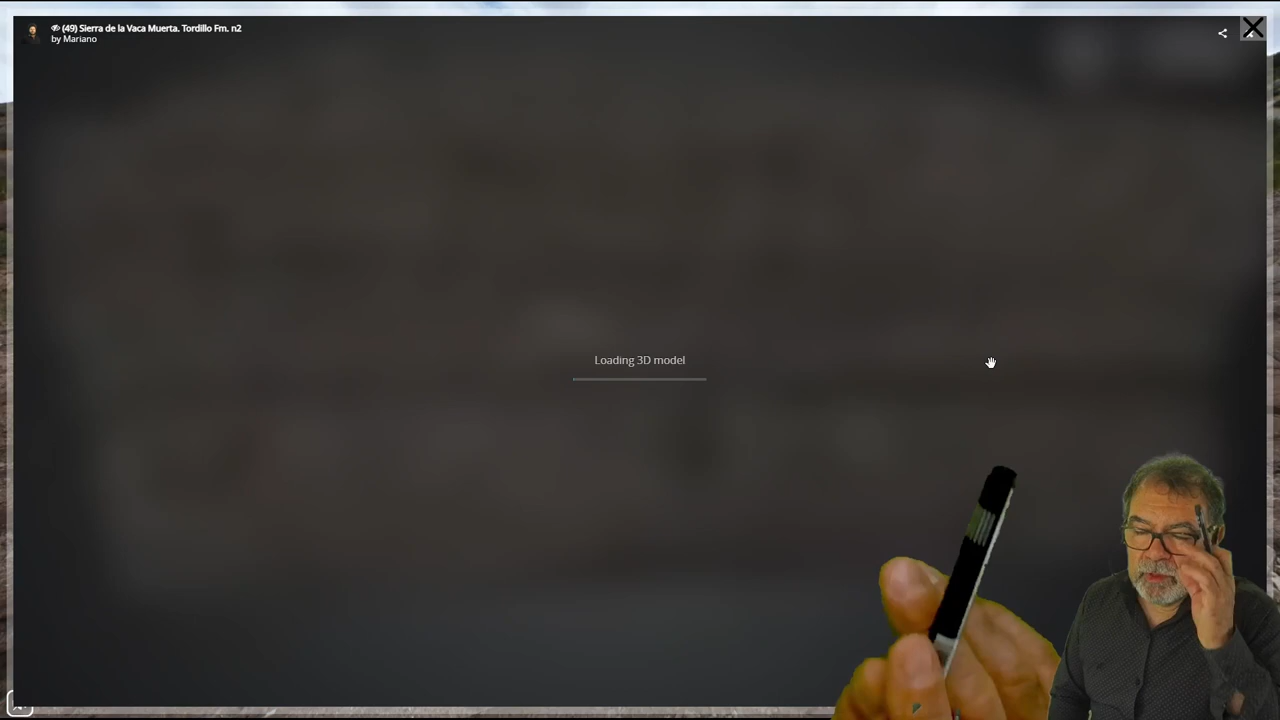 (49) Sierra de la Vaca Muerta. Tordillo Fm. n2
by Mariano
Loading 3D model